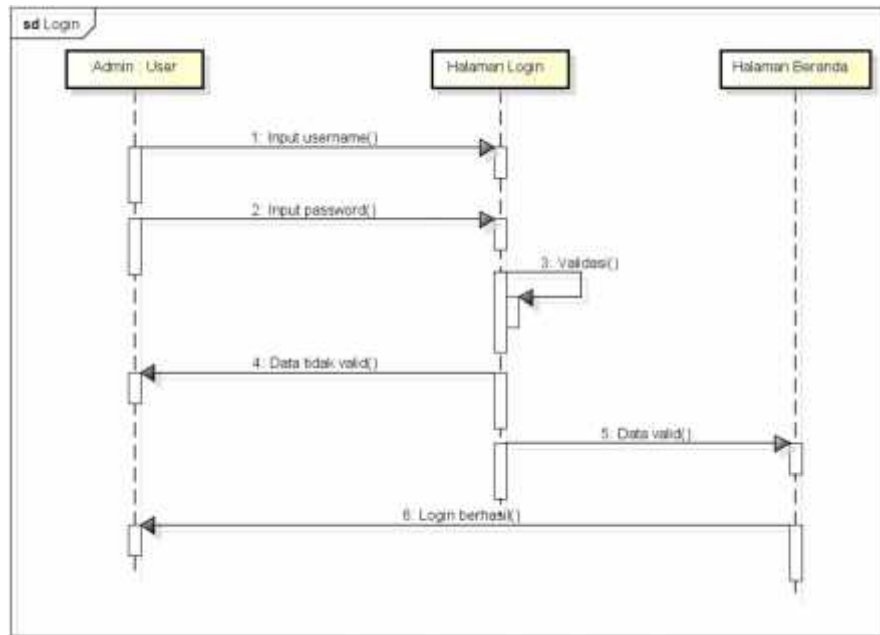 sd Login
Admin : User
Halaman Login
Halaman Beranda
1: Input username()
2: Input password()
3: Validasi()
4: Data tidak valid()
5: Data valid()
6: Login berhasil()